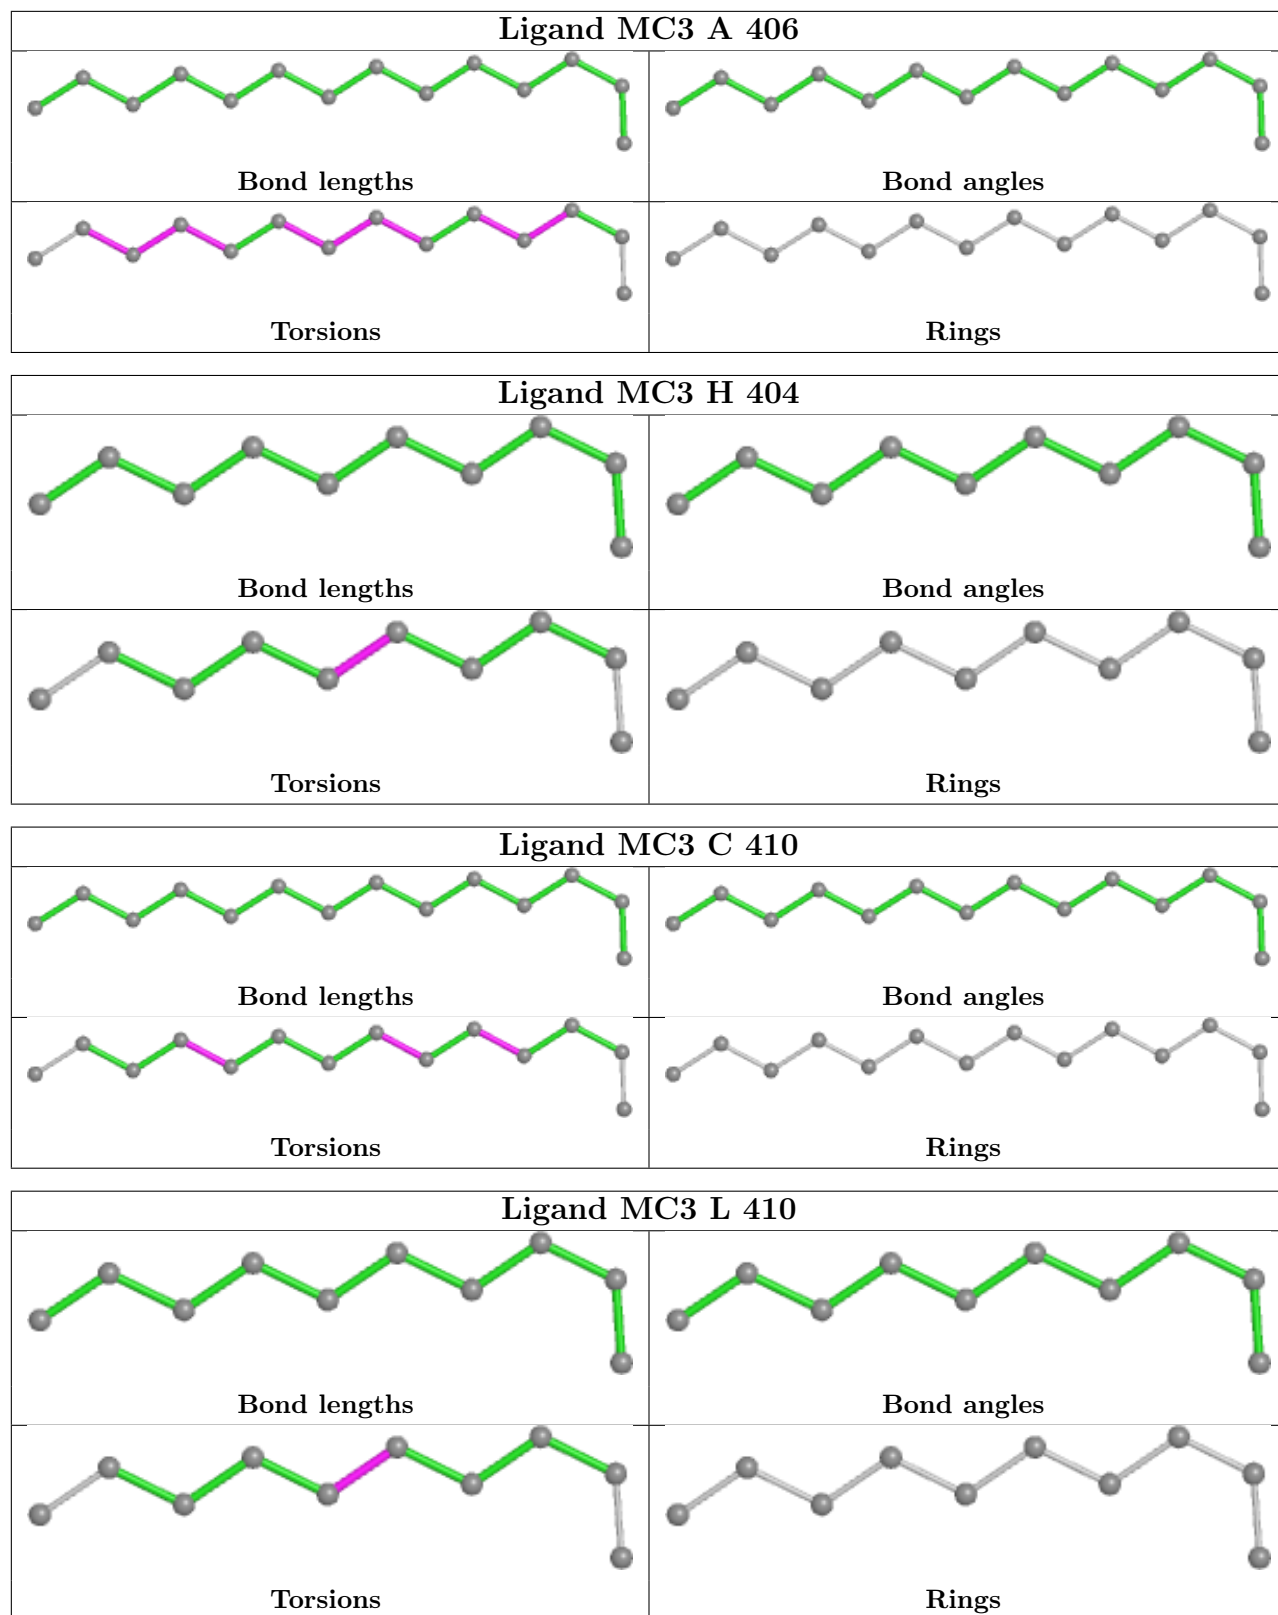 Ligand MC3 A 406
Bond lengths Bond angles
Torsions Rings
Ligand MC3 H 404
Bond lengths Bond angles
Torsions Rings
Ligand MC3 C 410
Bond lengths Bond angles
Torsions Rings
Ligand MC3 L 410
Bond lengths Bond angles
Torsions Rings